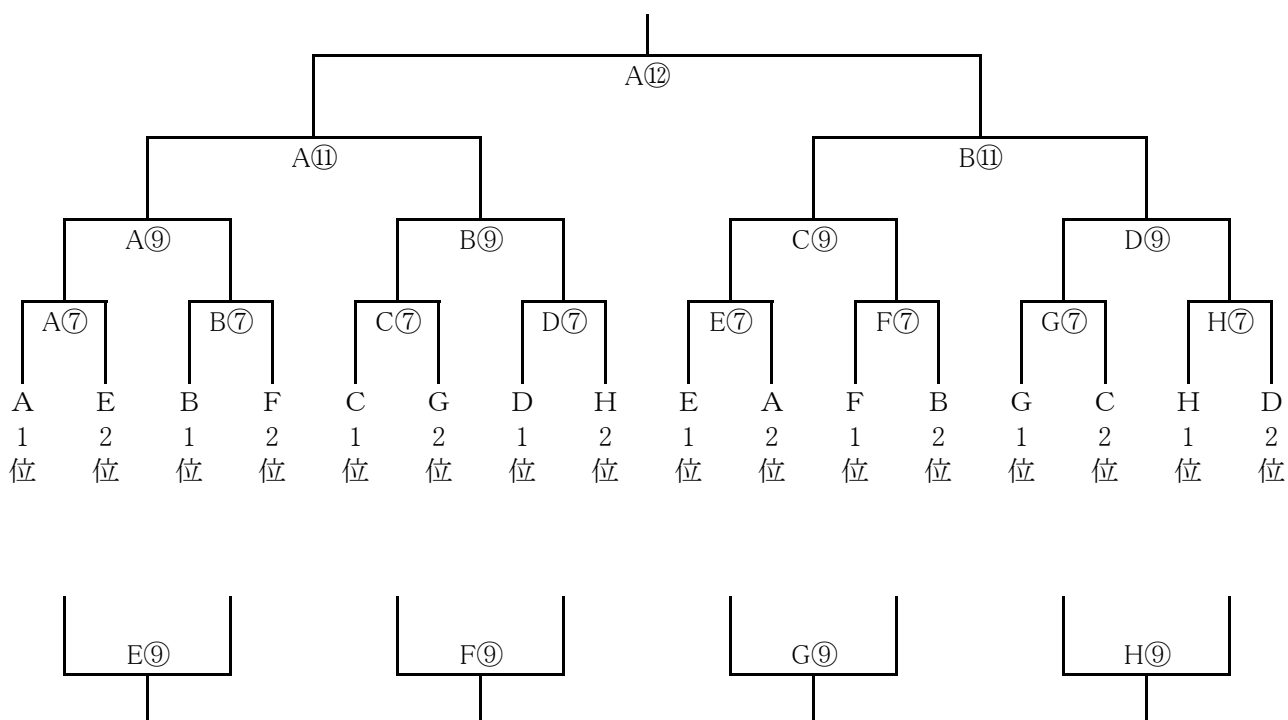 A⑫
A⑪ B⑪
A⑨ B⑨ C⑨ D⑨
A⑦ B⑦ C⑦ D⑦ E⑦ F⑦ G⑦ H⑦
A E B F C G D H E A F B G C H D
1 2 1 2 1 2 1 2 1 2 1 2 1 2 1 2
位 位 位 位 位 位 位 位 位 位 位 位 位 位 位 位
E⑨ F⑨ G⑨ H⑨